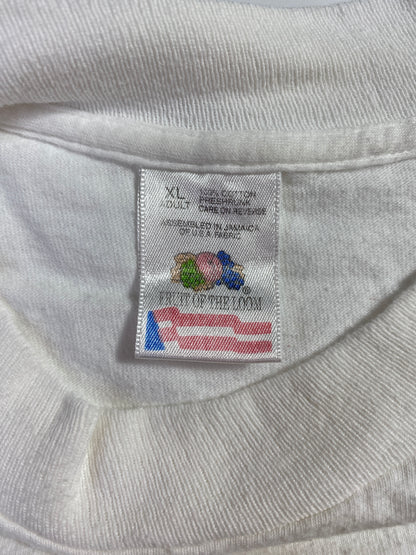 XL 100% COTTON
ADULT PRESHRUNK
CARE ON REVERSE
ASSEMBLED IN JAMAICA
OF U.S.A FABRIC
®
FRUIT OF THE LOOM